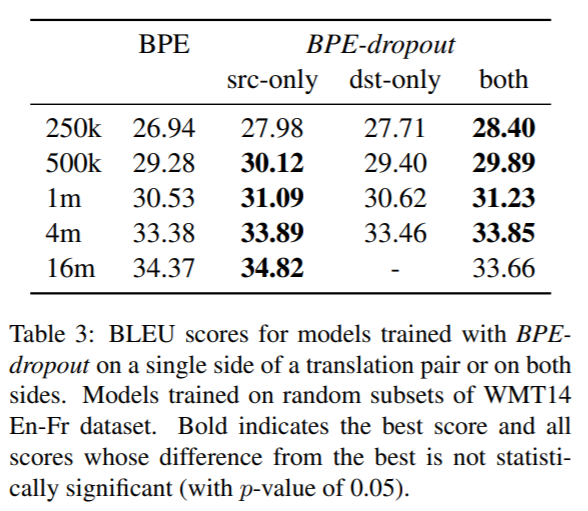 BPE BPE-dropout
src-only dst-only both
250k 26.94 27.98 27.71 28.40
500k 29.28 30.12 29.40 29.89
1m 30.53 31.09 30.62 31.23
4m 33.38 33.89 33.46 33.85
16m 34.37 34.82 - 33.66
Table 3: BLEU scores for models trained with BPE-
dropout on a single side of a translation pair or on both
sides. Models trained on random subsets of WMT14
En-Fr dataset. Bold indicates the best score and all
scores whose difference from the best is not statisti-
cally significant (with p-value of 0.05).